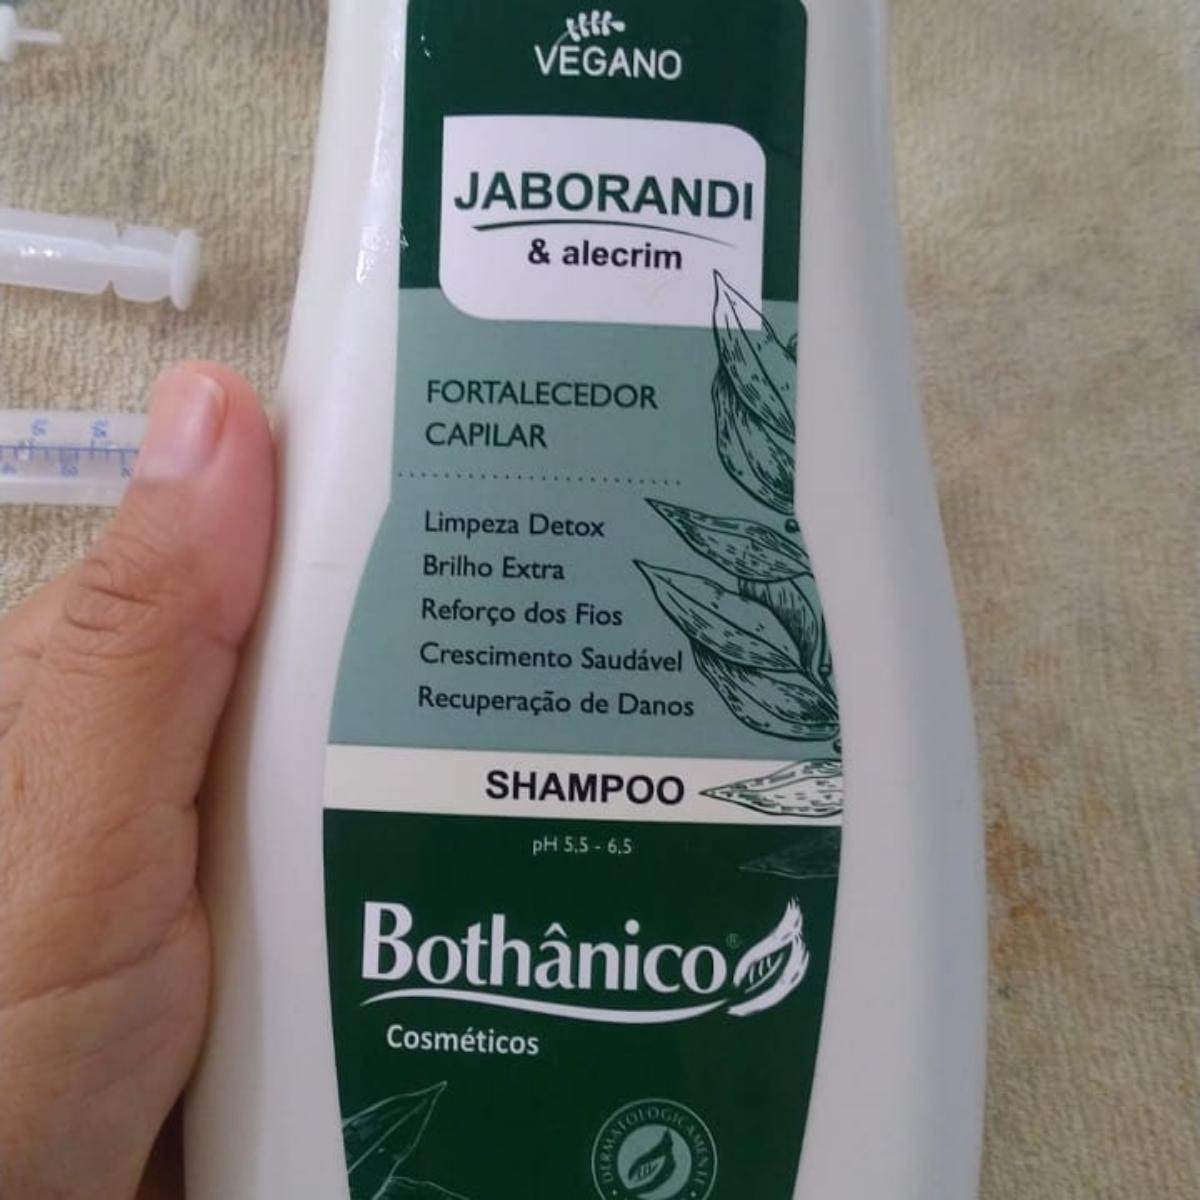 VEGANO
JABORANDI
& alecrim
FORTALECEDOR
CAPILAR
Limpeza Detox
Brilho Extra
Reforço dos Fios
Crescimento Saudável
Recuperação de Danos
SHAMPOO
pH 5,5 - 6,5
Bothânico®
Cosméticos
DERMATOLOGICAMENTE